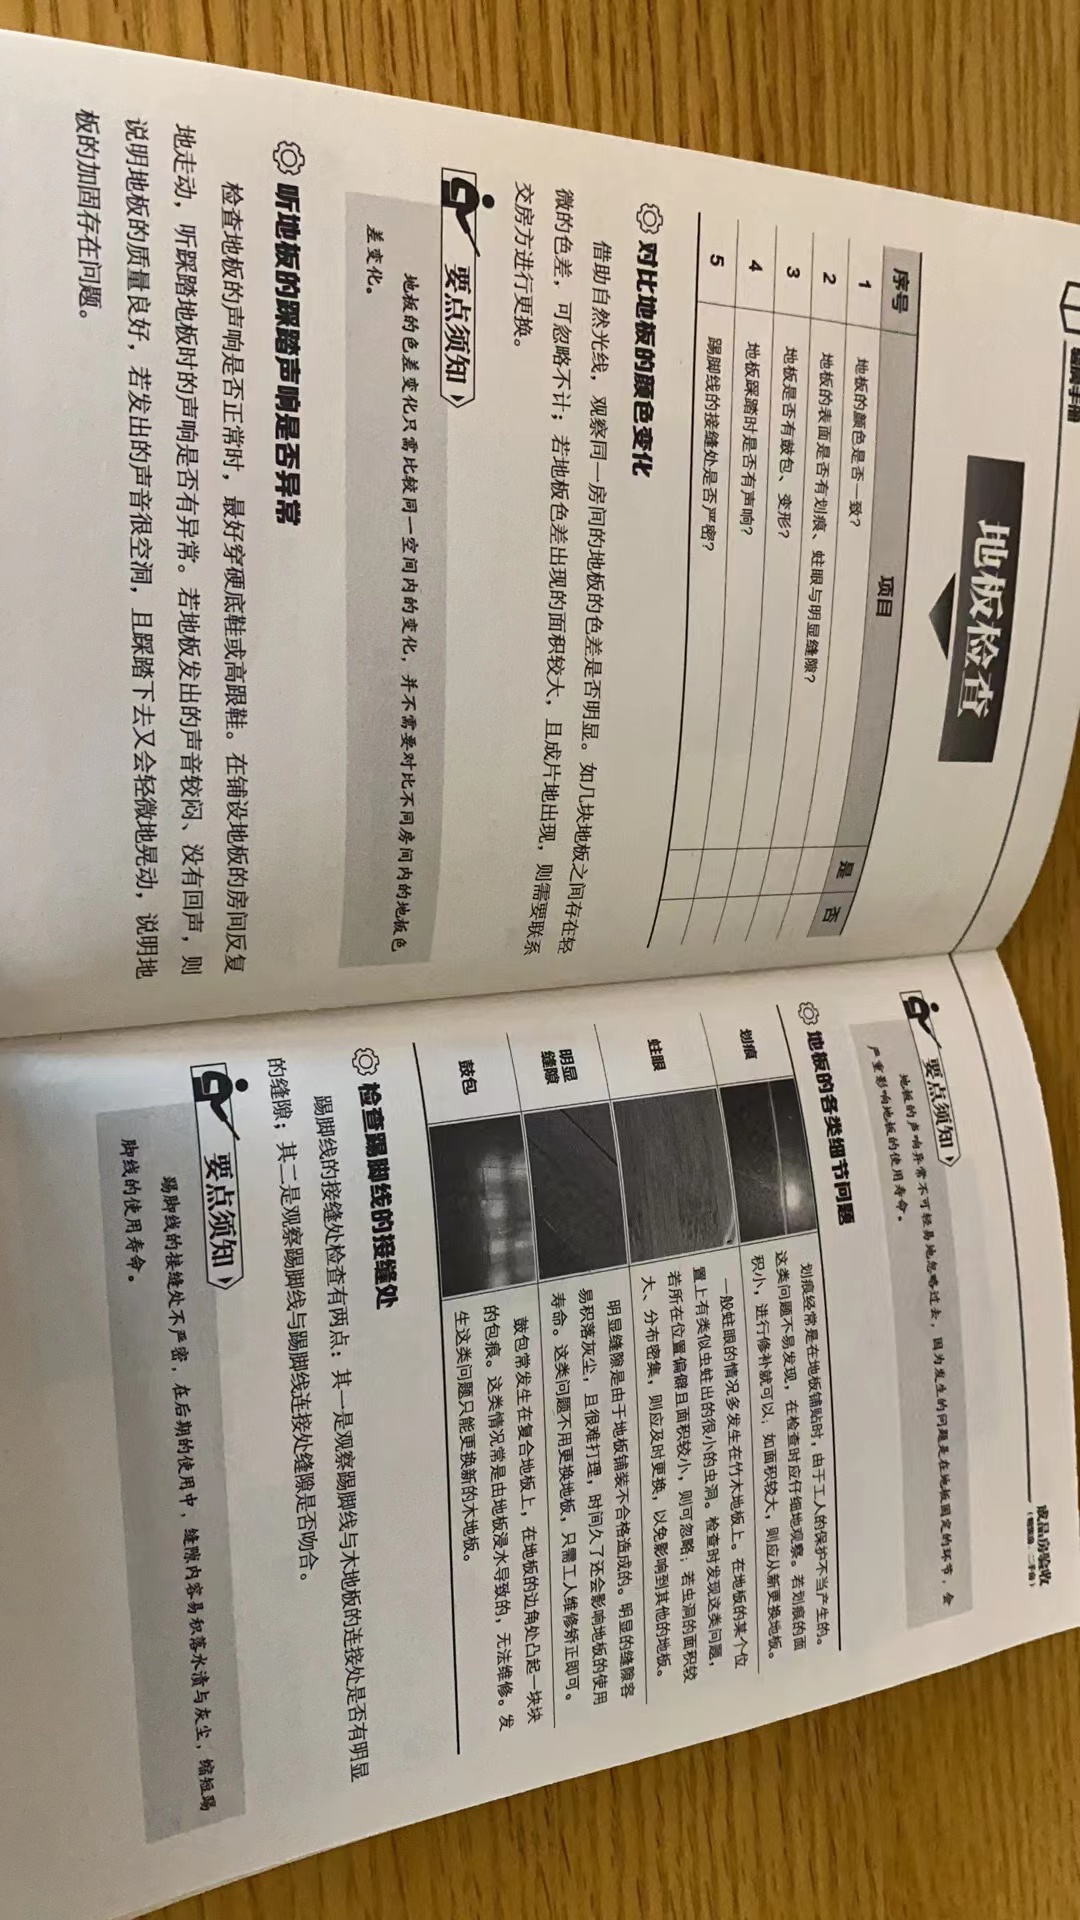 验房手册
地板检查
序号 项目 是 否
1 地板的颜色是否一致?
2 地板的表面是否有划痕、蛀眼与明显缝隙?
3 地板是否有鼓包、变形?
4 地板踩踏时是否有声响?
5 踢脚线的接缝处是否严密?
对比地板的颜色变化
借助自然光线，观察同一房间的地板的色差是否明显。如几块地板之间存在轻
微的色差，可忽略不计；若地板色差出现的面积较大，且成片地出现，则需要联系
交房方进行更换。
要点须知
地板的色差变化只需比较同一空间内的变化，并不需要对比不同房间内的地板色
差变化。
听地板的踩踏声响是否异常
检查地板的声响是否正常时，最好穿硬底鞋或高跟鞋。在铺设地板的房间反复
地走动，听踩踏地板时的声响是否有异常。若地板发出的声音较闷、没有回声，则
说明地板的质量良好，若发出的声音很空洞，且踩踏下去又会轻微地晃动，说明地
板的加固存在问题。
成品房验收
（精装房、二手房）
要点须知
地板的声响异常不可轻易地忽略过去，因为发生的问题是在地板固定的环节，会
严重影响地板的使用寿命。
地板的各类细节问题
划痕
划痕经常是在地板铺贴时，由于工人的保护不当产生的。
这类问题不易发现，在检查时应仔细地观察。若划痕的面
积小，进行修补就可以；如面积较大，则应从新更换地板。
蛀眼
一般蛀眼的情况多发生在竹木地板上。在地板的某个位
置上有类似虫蛀出的很小的虫洞。检查时发现这类问题，
若所在位置偏僻且面积较小，则可忽略；若虫洞的面积较
大、分布密集，则应及时更换，以免影响到其他的地板。
明显
缝隙
明显缝隙是由于地板铺装不合格造成的。明显的缝隙容
易积落灰尘，且很难打理，时间久了还会影响地板的使用
寿命。这类问题不用更换地板，只需工人维修矫正即可。
鼓包
鼓包常发生在复合地板上，在地板的边角处凸起一块块
的包痕。这类情况常是由地板浸水导致的，无法维修。发
生这类问题只能更换新的木地板。
检查踢脚线的接缝处
踢脚线的接缝处检查有两点：其一是观察踢脚线与木地板的连接处是否有明显
的缝隙；其二是观察踢脚线与踢脚线连接处缝隙是否吻合。
要点须知
踢脚线的接缝处不严密，在后期的使用中，缝隙内容易积落水渍与灰尘，缩短踢
脚线的使用寿命。